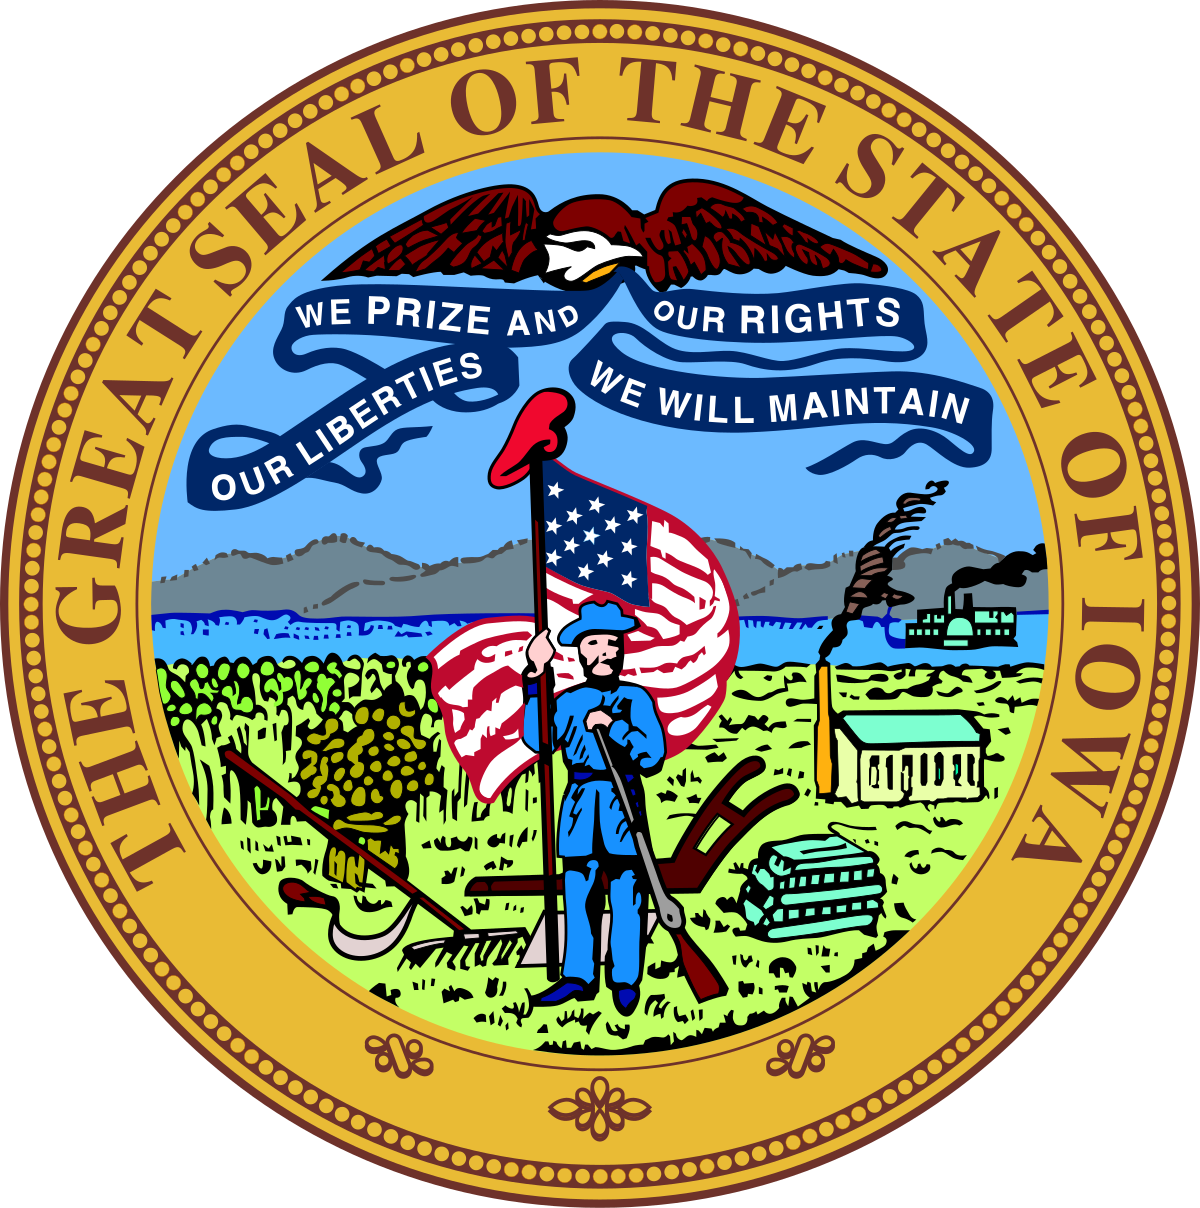 THE GREAT SEAL OF THE STATE OF IOWA
WE PRIZE AND
OUR LIBERTIES
OUR RIGHTS
WE WILL MAINTAIN